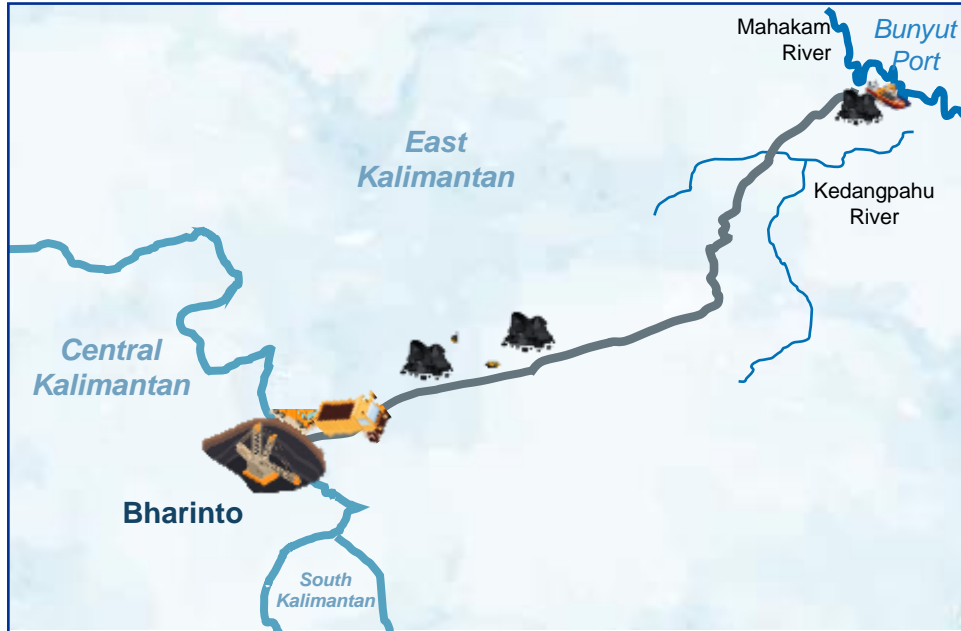 Mahakam
River
Bunyut
Port
East
Kalimantan
Kedangpahu
River
Central
Kalimantan
Bharinto
South
Kalimantan